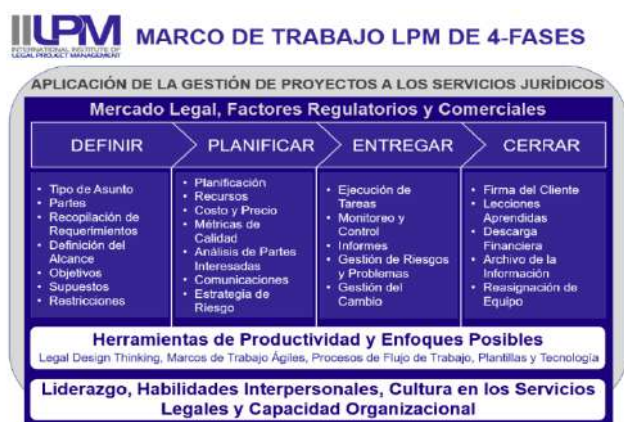 IILPM
INTERNATIONAL INSTITUTE OF
LEGAL PROJECT MANAGEMENT
MARCO DE TRABAJO LPM DE 4-FASES
APLICACIÓN DE LA GESTIÓN DE PROYECTOS A LOS SERVICIOS JURÍDICOS
Mercado Legal, Factores Regulatorios y Comerciales
DEFINIR
• Tipo de Asunto
• Partes
• Recopilación de
Requerimientos
• Definición del
Alcance
• Objetivos
• Supuestos
• Restricciones
PLANIFICAR
• Planificación
• Recursos
• Costo y Precio
• Métricas de
Calidad
• Análisis de Partes
Interesadas
• Comunicaciones
• Estrategia de
Riesgo
ENTREGAR
• Ejecución de
Tareas
• Monitoreo y
Control
• Informes
• Gestión de Riesgos
y Problemas
• Gestión del
Cambio
CERRAR
• Firma del Cliente
• Lecciones
Aprendidas
• Descarga
Financiera
• Archivo de la
Información
• Reasignación de
Equipo
Herramientas de Productividad y Enfoques Posibles
Legal Design Thinking, Marcos de Trabajo Ágiles, Procesos de Flujo de Trabajo, Plantillas y Tecnología
Liderazgo, Habilidades Interpersonales, Cultura en los Servicios
Legales y Capacidad Organizacional